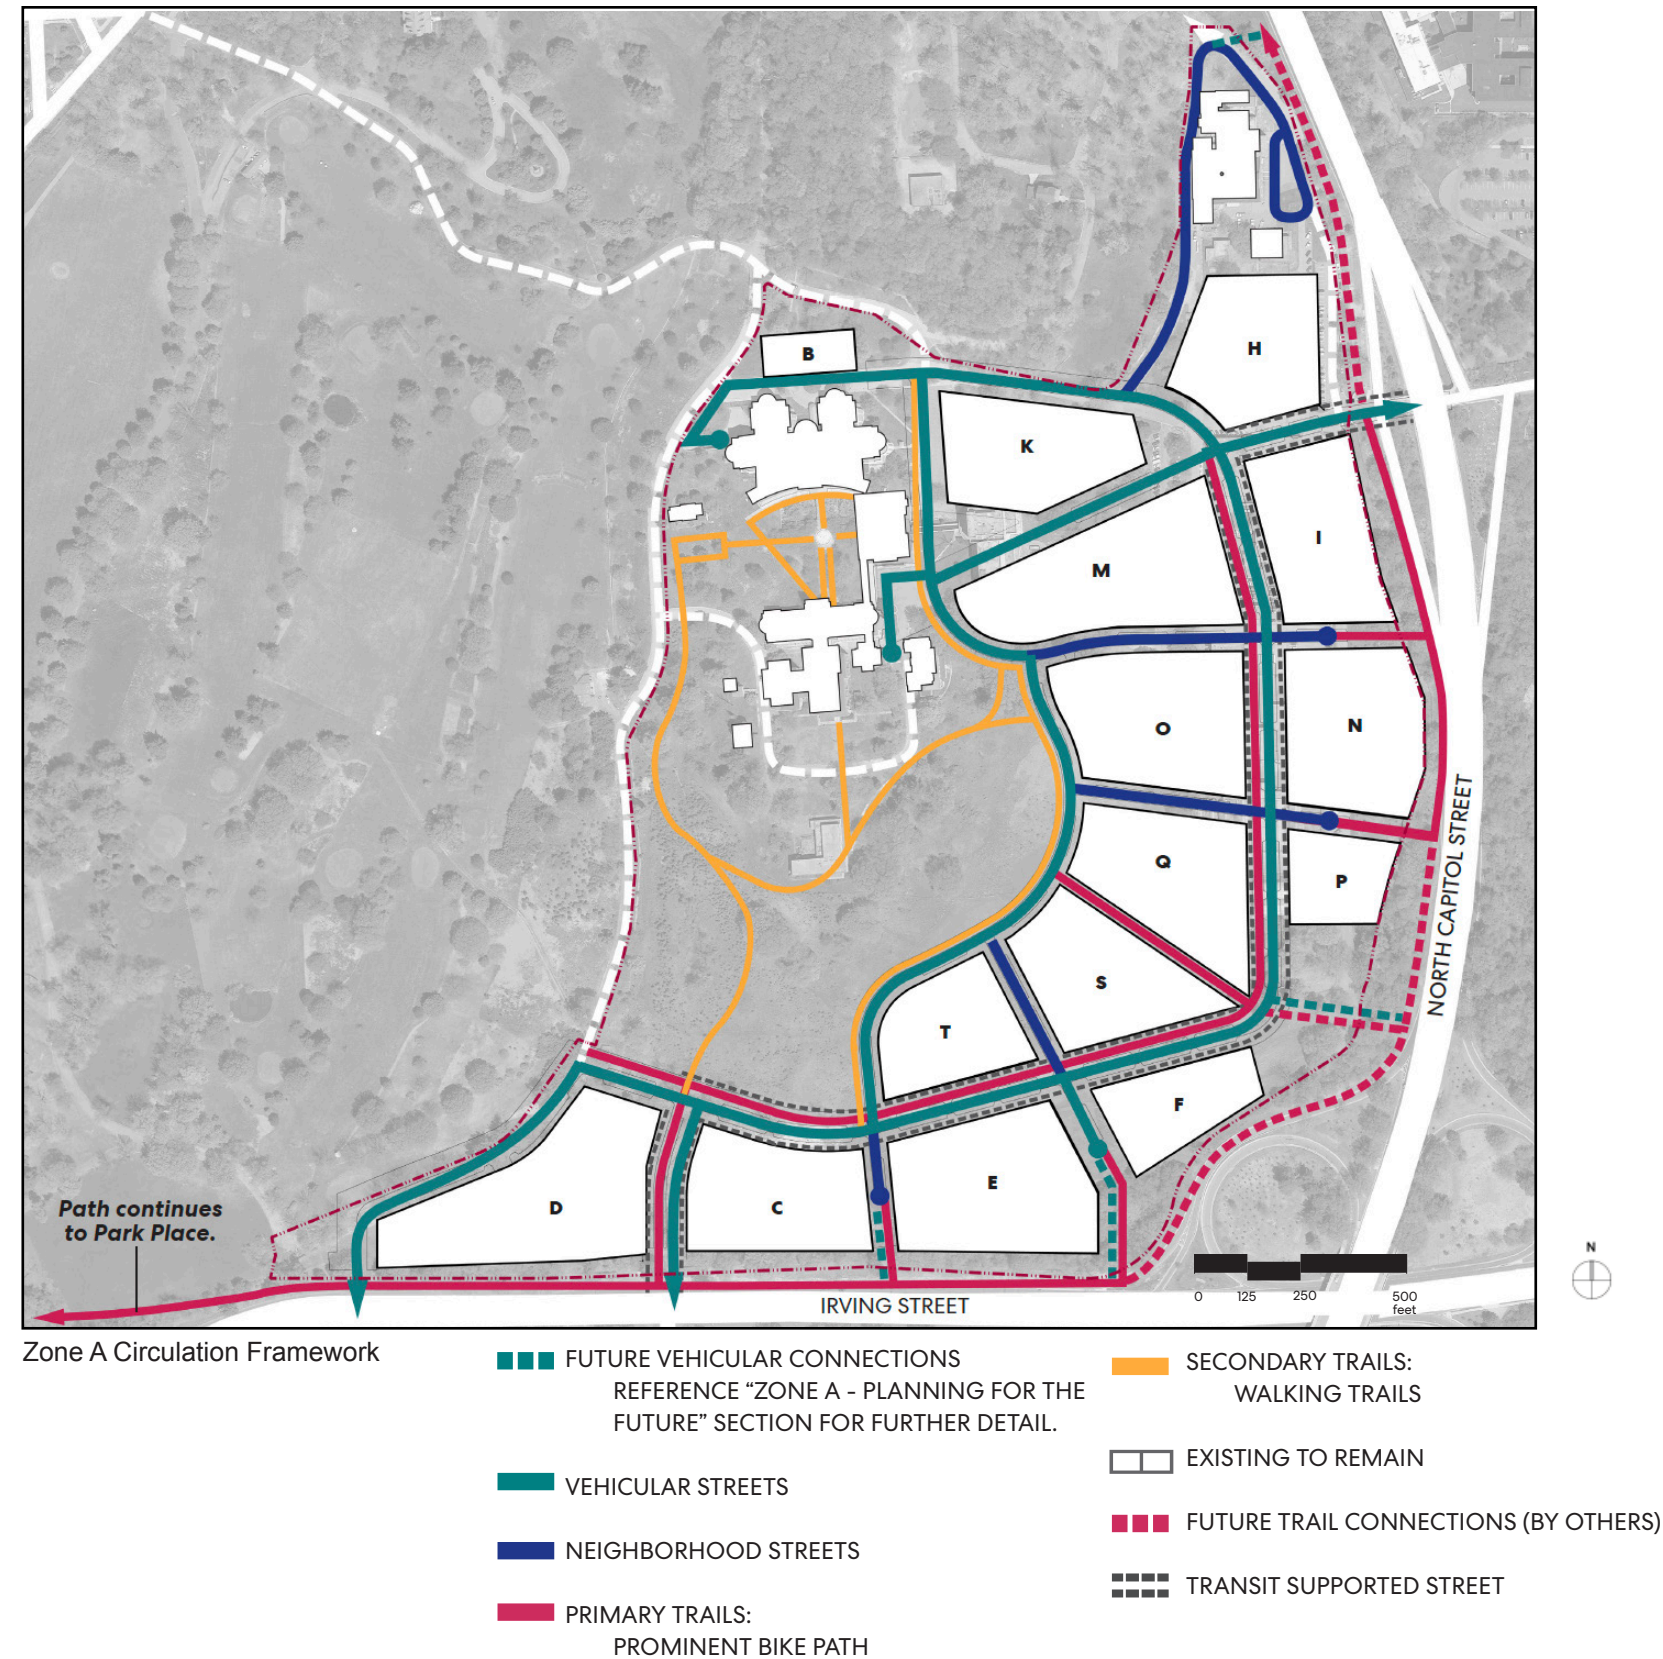 B
H
K
I
M
O
N
Q
P
S
T
F
E
D
C
NORTH CAPITOL STREET
Path continues
to Park Place.
IRVING STREET
0 125 250 500
feet
N
Zone A Circulation Framework
FUTURE VEHICULAR CONNECTIONS
REFERENCE “ZONE A - PLANNING FOR THE
FUTURE” SECTION FOR FURTHER DETAIL.
VEHICULAR STREETS
NEIGHBORHOOD STREETS
PRIMARY TRAILS:
PROMINENT BIKE PATH
SECONDARY TRAILS:
WALKING TRAILS
EXISTING TO REMAIN
FUTURE TRAIL CONNECTIONS (BY OTHERS)
TRANSIT SUPPORTED STREET